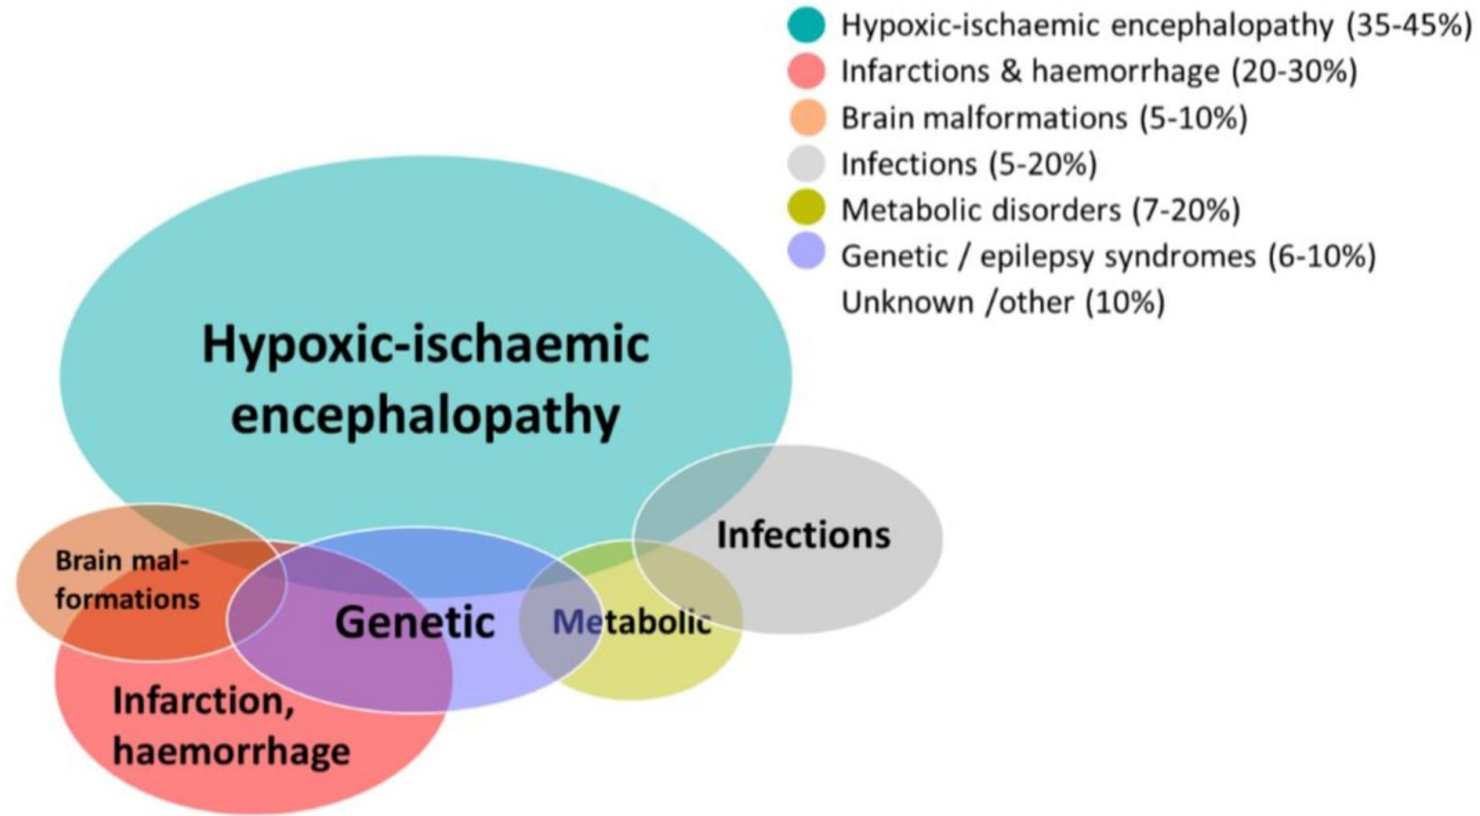 Hypoxic-ischaemic encephalopathy (35-45%)
Infarctions & haemorrhage (20-30%)
Brain malformations (5-10%)
Infections (5-20%)
Metabolic disorders (7-20%)
Genetic / epilepsy syndromes (6-10%)
Unknown /other (10%)
Hypoxic-ischaemic
encephalopathy
Infections
Brain mal-
formations
Genetic
Metabolic
Infarction,
haemorrhage